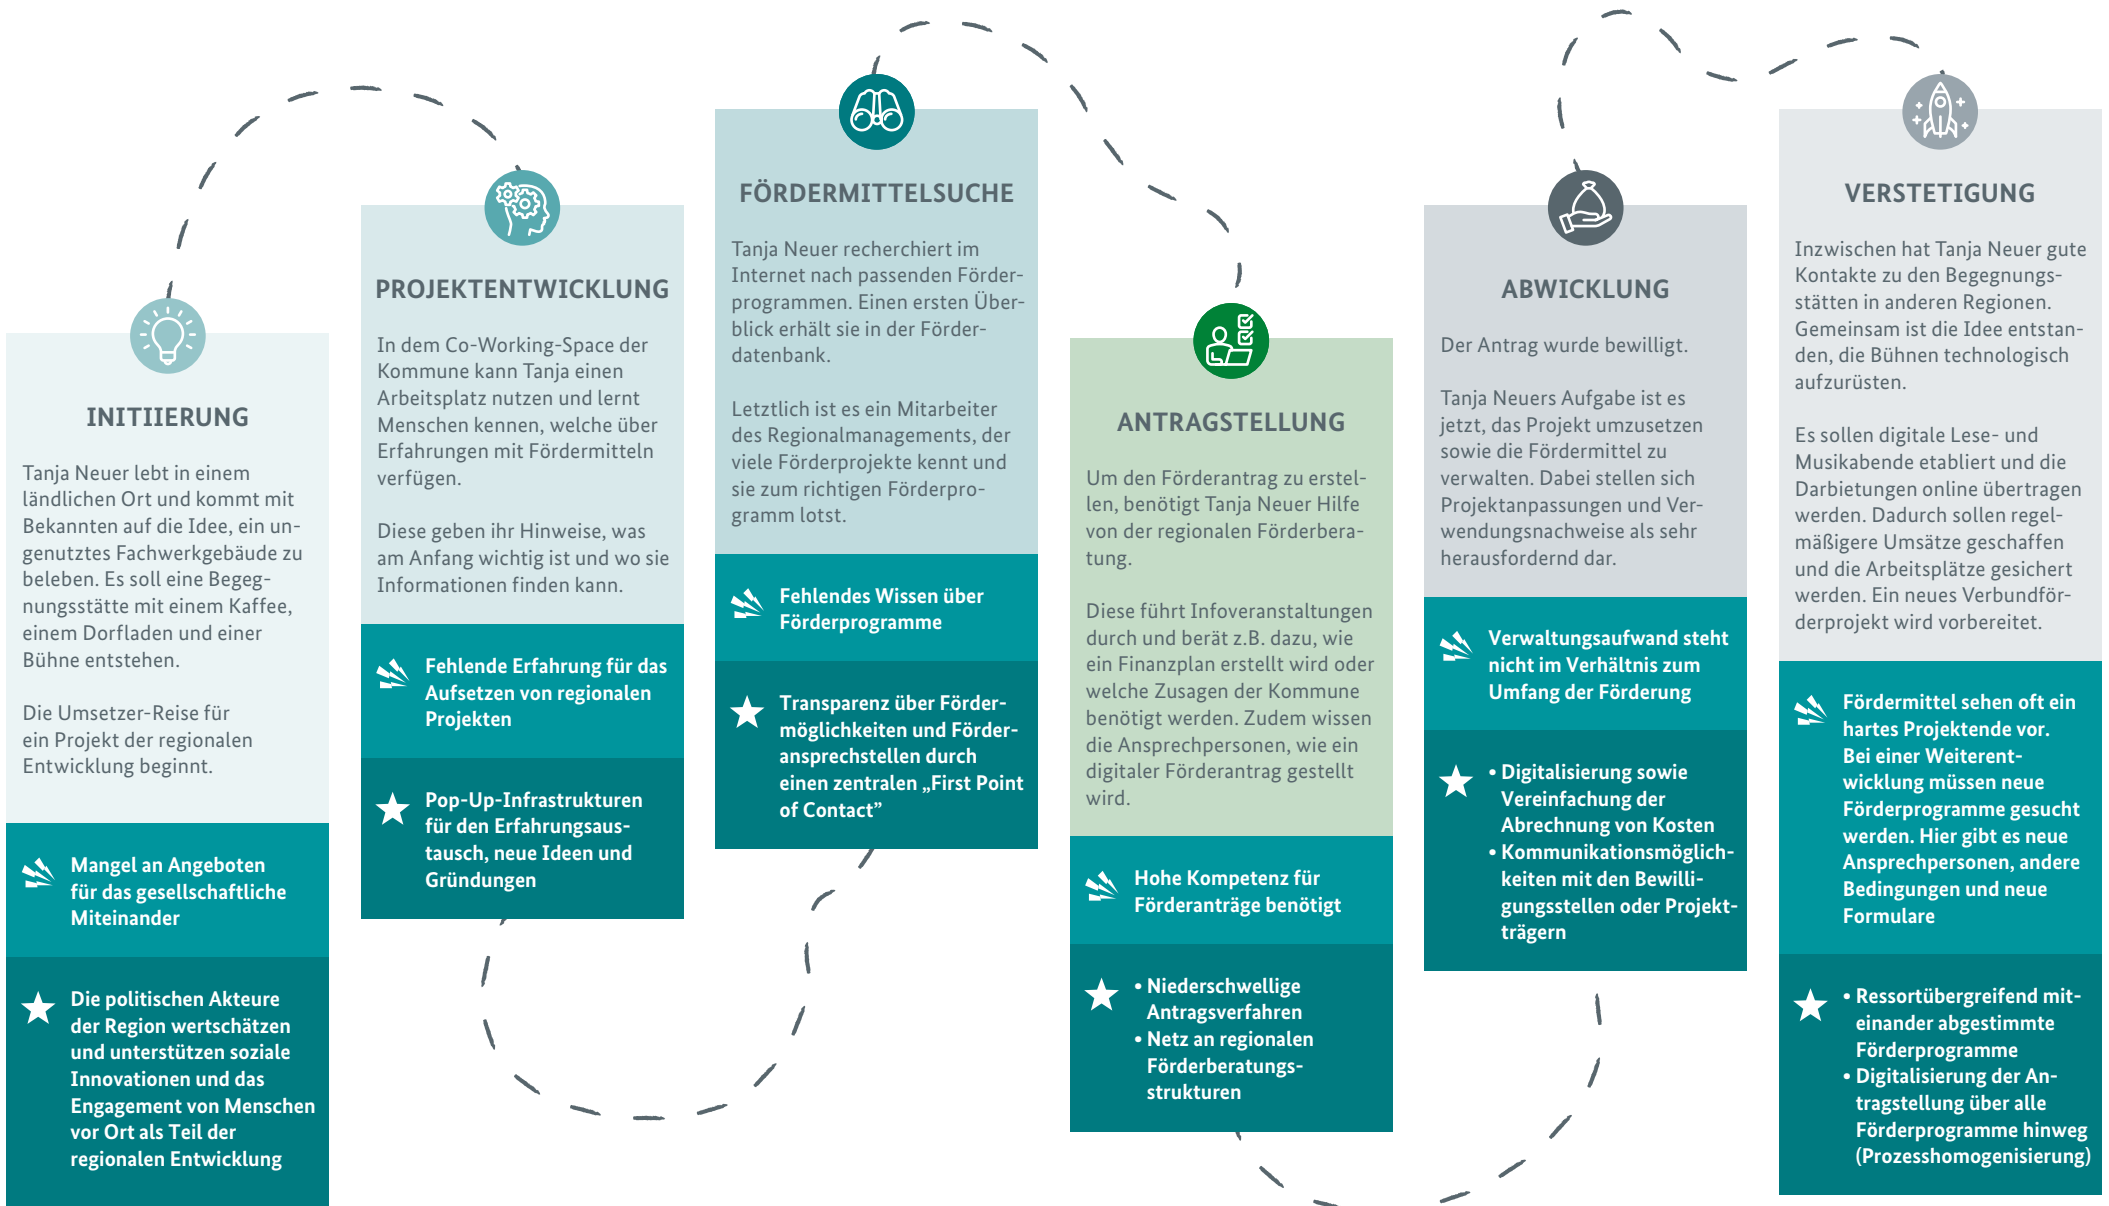 INITIIERUNG
Tanja Neuer lebt in einem
ländlichen Ort und kommt mit
Bekannten auf die Idee, ein un-
genutztes Fachwerkgebäude zu
beleben. Es soll eine Begeg-
nungsstätte mit einem Kaffee,
einem Dorfladen und einer
Bühne entstehen.
Die Umsetzer-Reise für
ein Projekt der regionalen
Entwicklung beginnt.
Mangel an Angeboten
für das gesellschaftliche
Miteinander
Die politischen Akteure
der Region wertschätzen
und unterstützen soziale
Innovationen und das
Engagement von Menschen
vor Ort als Teil der
regionalen Entwicklung
PROJEKTENTWICKLUNG
In dem Co-Working-Space der
Kommune kann Tanja einen
Arbeitsplatz nutzen und lernt
Menschen kennen, welche über
Erfahrungen mit Fördermitteln
verfügen.
Diese geben ihr Hinweise, was
am Anfang wichtig ist und wo sie
Informationen finden kann.
Fehlende Erfahrung für das
Aufsetzen von regionalen
Projekten
Pop-Up-Infrastrukturen
für den Erfahrungsaus-
tausch, neue Ideen und
Gründungen
FÖRDERMITTELSUCHE
Tanja Neuer recherchiert im
Internet nach passenden Förder-
programmen. Einen ersten Über-
blick erhält sie in der Förder-
datenbank.
Letztlich ist es ein Mitarbeiter
des Regionalmanagements, der
viele Förderprojekte kennt und
sie zum richtigen Förderpro-
gramm lotst.
Fehlendes Wissen über
Förderprogramme
Transparenz über Förder-
möglichkeiten und Förder-
ansprechstellen durch
einen zentralen „First Point
of Contact”
ANTRAGSTELLUNG
Um den Förderantrag zu erstel-
len, benötigt Tanja Neuer Hilfe
von der regionalen Förderbera-
tung.
Diese führt Infoveranstaltungen
durch und berät z.B. dazu, wie
ein Finanzplan erstellt wird oder
welche Zusagen der Kommune
benötigt werden. Zudem wissen
die Ansprechpersonen, wie ein
digitaler Förderantrag gestellt
wird.
Hohe Kompetenz für
Förderanträge benötigt
• Niederschwellige
Antragsverfahren
• Netz an regionalen
Förderberatungs-
strukturen
ABWICKLUNG
Der Antrag wurde bewilligt.
Tanja Neuers Aufgabe ist es
jetzt, das Projekt umzusetzen
sowie die Fördermittel zu
verwalten. Dabei stellen sich
Projektanpassungen und Ver-
wendungsnachweise als sehr
herausfordernd dar.
Verwaltungsaufwand steht
nicht im Verhältnis zum
Umfang der Förderung
• Digitalisierung sowie
Vereinfachung der
Abrechnung von Kosten
• Kommunikationsmöglich-
keiten mit den Bewilli-
gungsstellen oder Projekt-
trägern
VERSTETIGUNG
Inzwischen hat Tanja Neuer gute
Kontakte zu den Begegnungs-
stätten in anderen Regionen.
Gemeinsam ist die Idee entstan-
den, die Bühnen technologisch
aufzurüsten.
Es sollen digitale Lese- und
Musikabende etabliert und die
Darbietungen online übertragen
werden. Dadurch sollen regel-
mäßigere Umsätze geschaffen
und die Arbeitsplätze gesichert
werden. Ein neues Verbundför-
derprojekt wird vorbereitet.
Fördermittel sehen oft ein
hartes Projektende vor.
Bei einer Weiterent-
wicklung müssen neue
Förderprogramme gesucht
werden. Hier gibt es neue
Ansprechpersonen, andere
Bedingungen und neue
Formulare
• Ressortübergreifend mit-
einander abgestimmte
Förderprogramme
• Digitalisierung der An-
tragstellung über alle
Förderprogramme hinweg
(Prozesshomogenisierung)